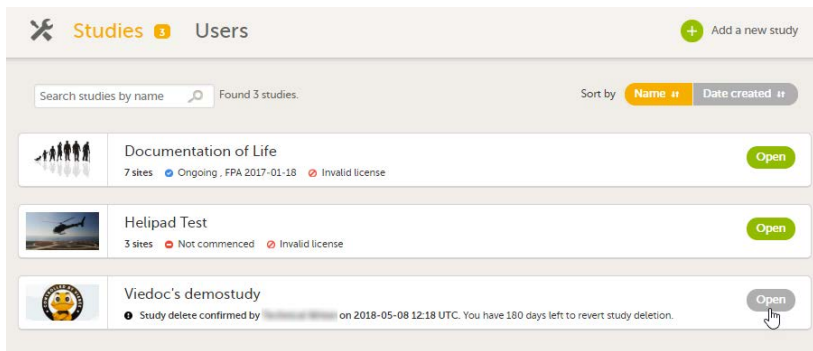 Studies 3 Users
Add a new study
Search studies by name
Found 3 studies.
Sort by Name Date created
Documentation of Life
7 sites Ongoing , FPA 2017-01-18 Invalid license
Open
Helipad Test
3 sites Not commenced Invalid license
Open
Viedoc's demostudy
Study delete confirmed by on 2018-05-08 12:18 UTC. You have 180 days left to revert study deletion.
Open